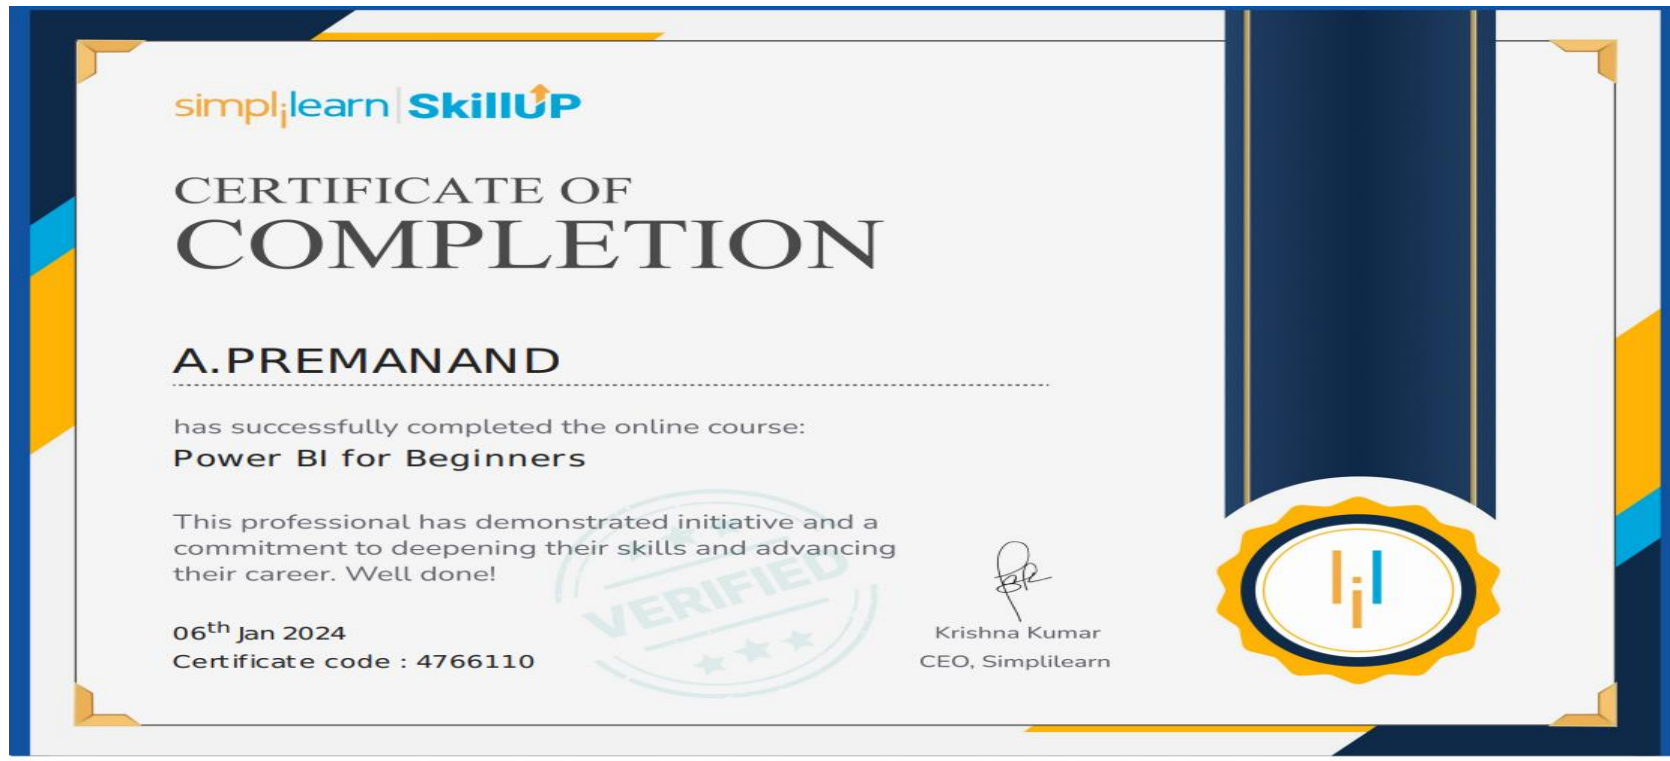 simplilearn | SkillUP
CERTIFICATE OF
COMPLETION
A.PREMANAND
has successfully completed the online course:
Power BI for Beginners
This professional has demonstrated initiative and a
commitment to deepening their skills and advancing
their career. Well done!
VERIFIED
06th Jan 2024
Certificate code : 4766110
Krishna Kumar
CEO, Simplilearn